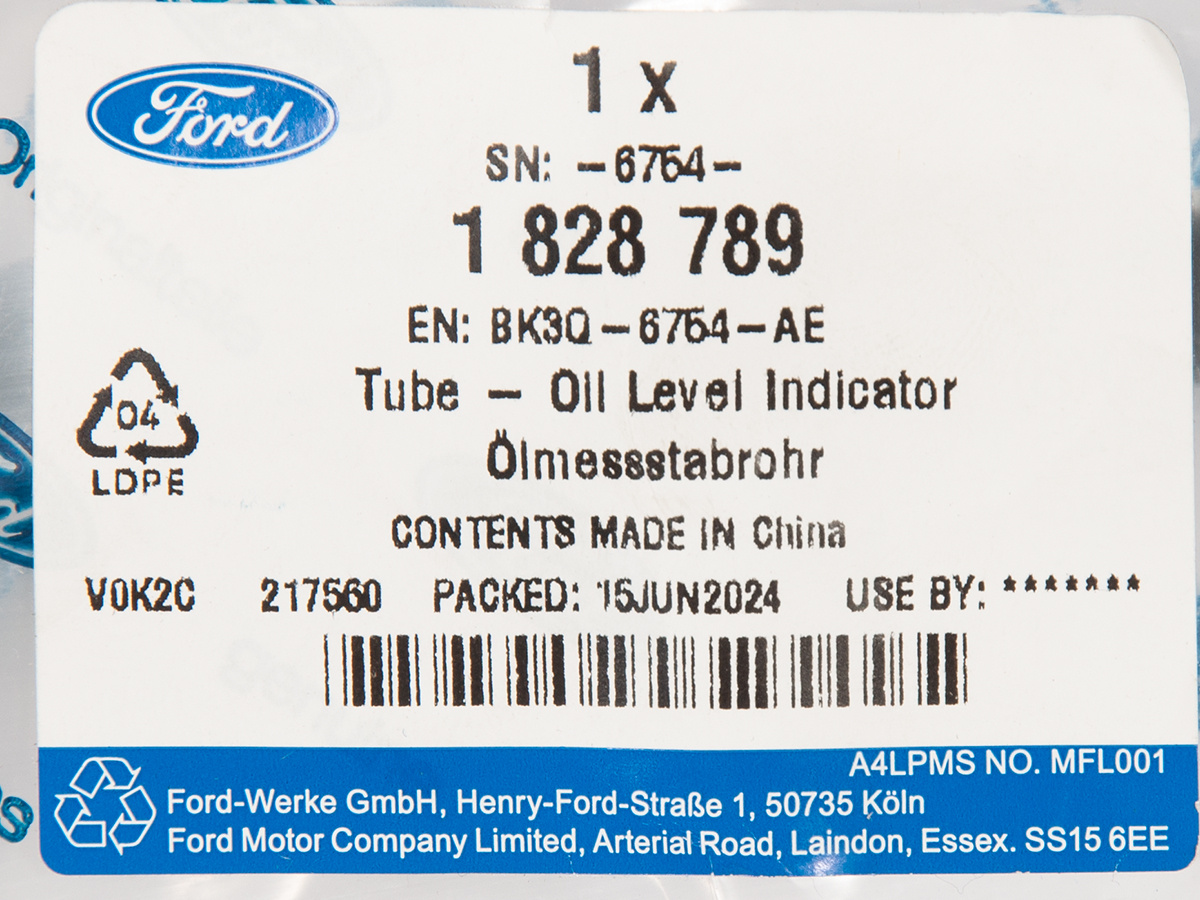 Ford
1 x
SN: -6754-
1 828 789
EN: BK3Q-6754-AE
Tube - Oil Level Indicator
04
LDPE
Ölmessstabrohr
CONTENTS MADE IN China
V0K2C 217560 PACKED: 15JUN2024 USE BY: *******
A4LPMS NO. MFL001
Ford-Werke GmbH, Henry-Ford-Straße 1, 50735 Köln
Ford Motor Company Limited, Arterial Road, Laindon, Essex. SS15 6EE